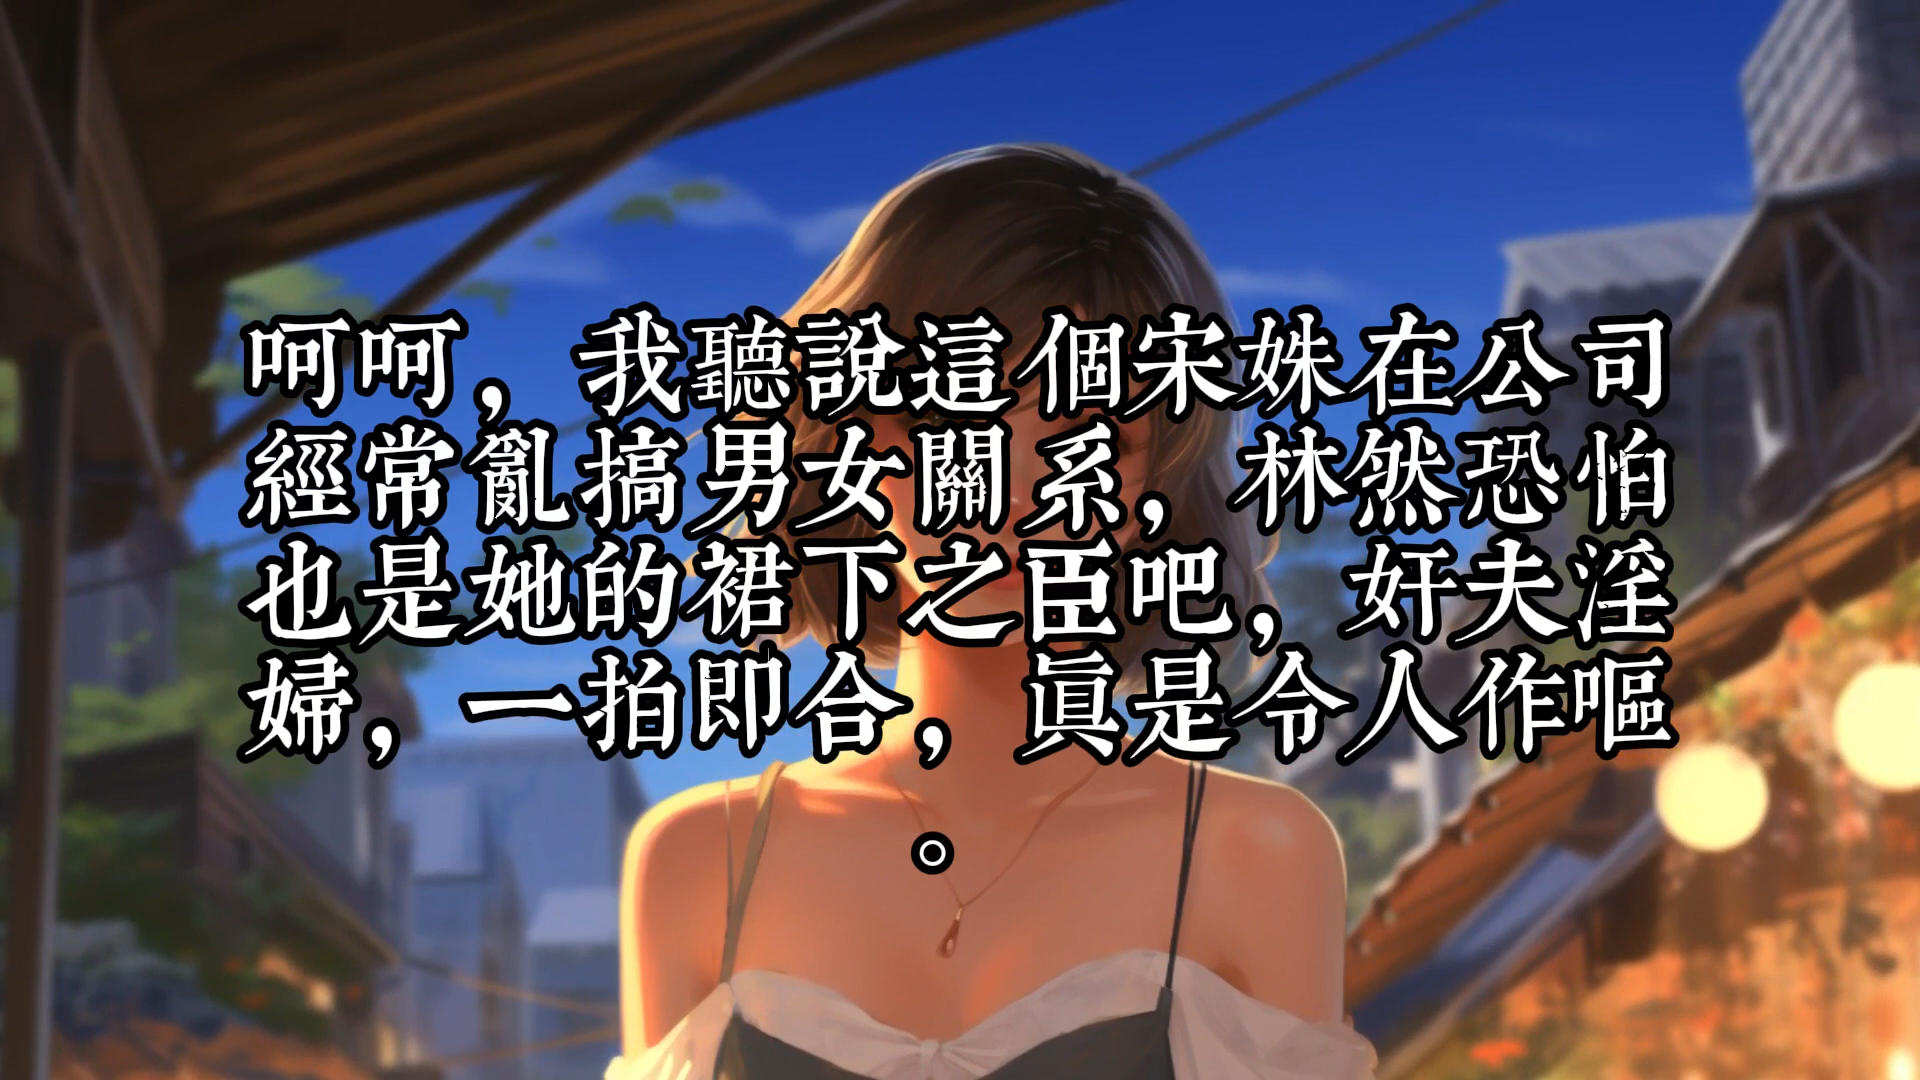 呵呵，我聽說這個宋姝在公司
經常亂搞男女關系，林然恐怕
也是她的裙下之臣吧，奸夫淫
婦，一拍即合，眞是令人作嘔
。